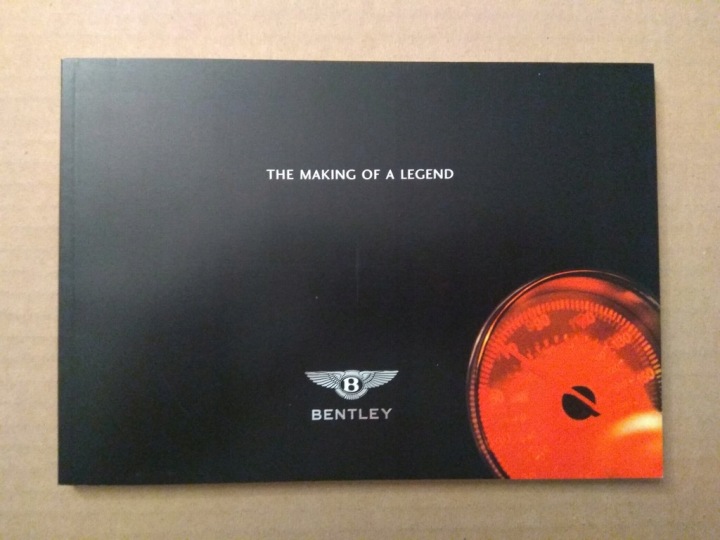 THE MAKING OF A LEGEND
B
BENTLEY